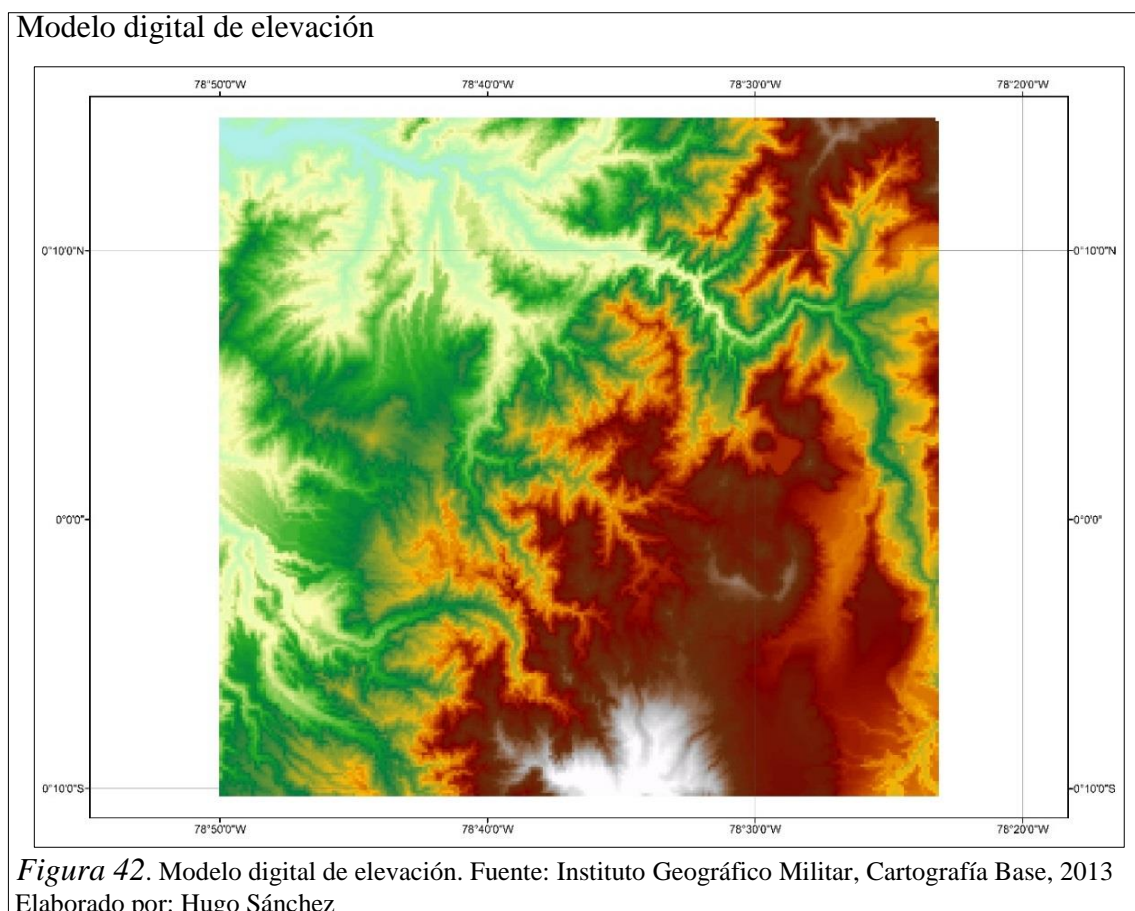 Modelo digital de elevación
78°50'0"W 78°40'0"W 78°30'0"W 78°20'0"W
0°10'0"N 0°10'0"N
0°0'0" 0°0'0"
0°10'0"S 0°10'0"S
78°50'0"W 78°40'0"W 78°30'0"W 78°20'0"W
Figura 42. Modelo digital de elevación. Fuente: Instituto Geográfico Militar, Cartografía Base, 2013
Elaborado por: Hugo Sánchez